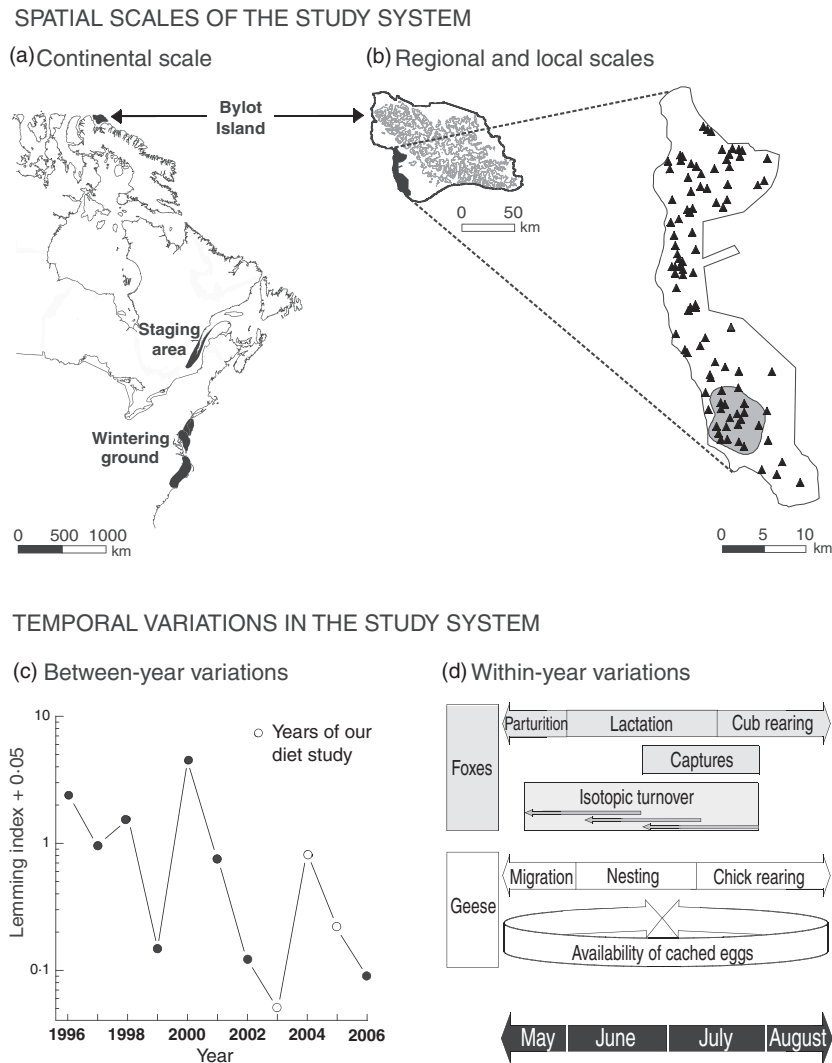 SPATIAL SCALES OF THE STUDY SYSTEM
(a) Continental scale
(b) Regional and local scales
Bylot
Island
0 50
km
Staging
area
Wintering
ground
0 500 1000
km
0 5 10
km
TEMPORAL VARIATIONS IN THE STUDY SYSTEM
(c) Between-year variations
10
1
0·1
Lemming index + 0·05
Years of our
diet study
1996 1998 2000 2002 2004 2006
Year
(d) Within-year variations
Foxes
Parturition Lactation Cub rearing
Captures
Isotopic turnover
Geese
Migration Nesting Chick rearing
Availability of cached eggs
May June July August